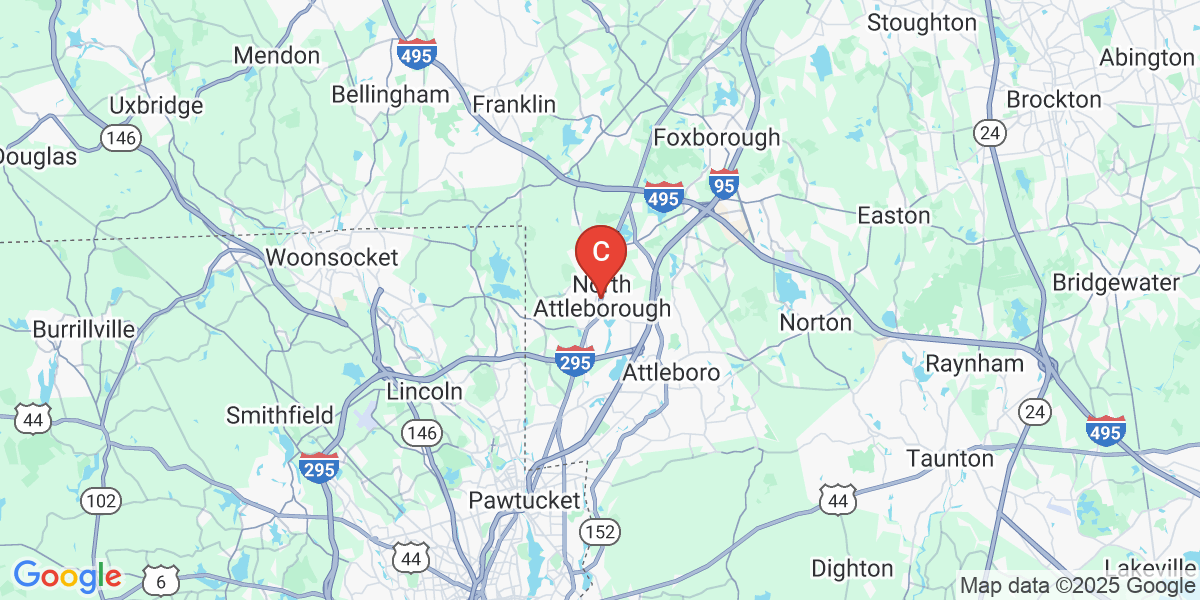 Stoughton
Mendon
495
Abington
Bellingham
Franklin
Uxbridge
Brockton
146
24
Foxborough
Douglas
495
95
Easton
Woonsocket
C
North
Attleborough
Bridgewater
Burrillville
Norton
295
Attleboro
Raynham
Lincoln
44
Smithfield
146
24
495
295
Taunton
102
Pawtucket
44
152
44
Dighton
Lakeville
Google
6
Map data ©2025 Google